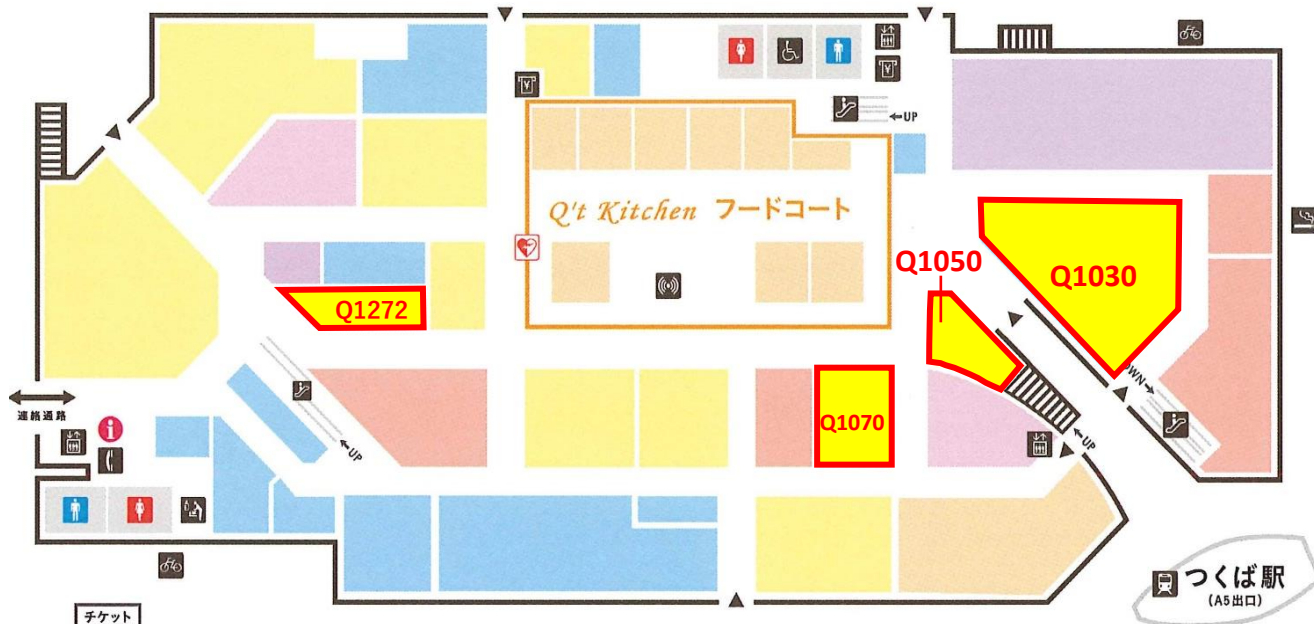 ←UP
Q't Kitchen フードコート
Q1050
Q1030
Q1272
DOWN→
連絡通路
i
←UP
Q1070
←UP
つくば駅
(A5出口)
チケット